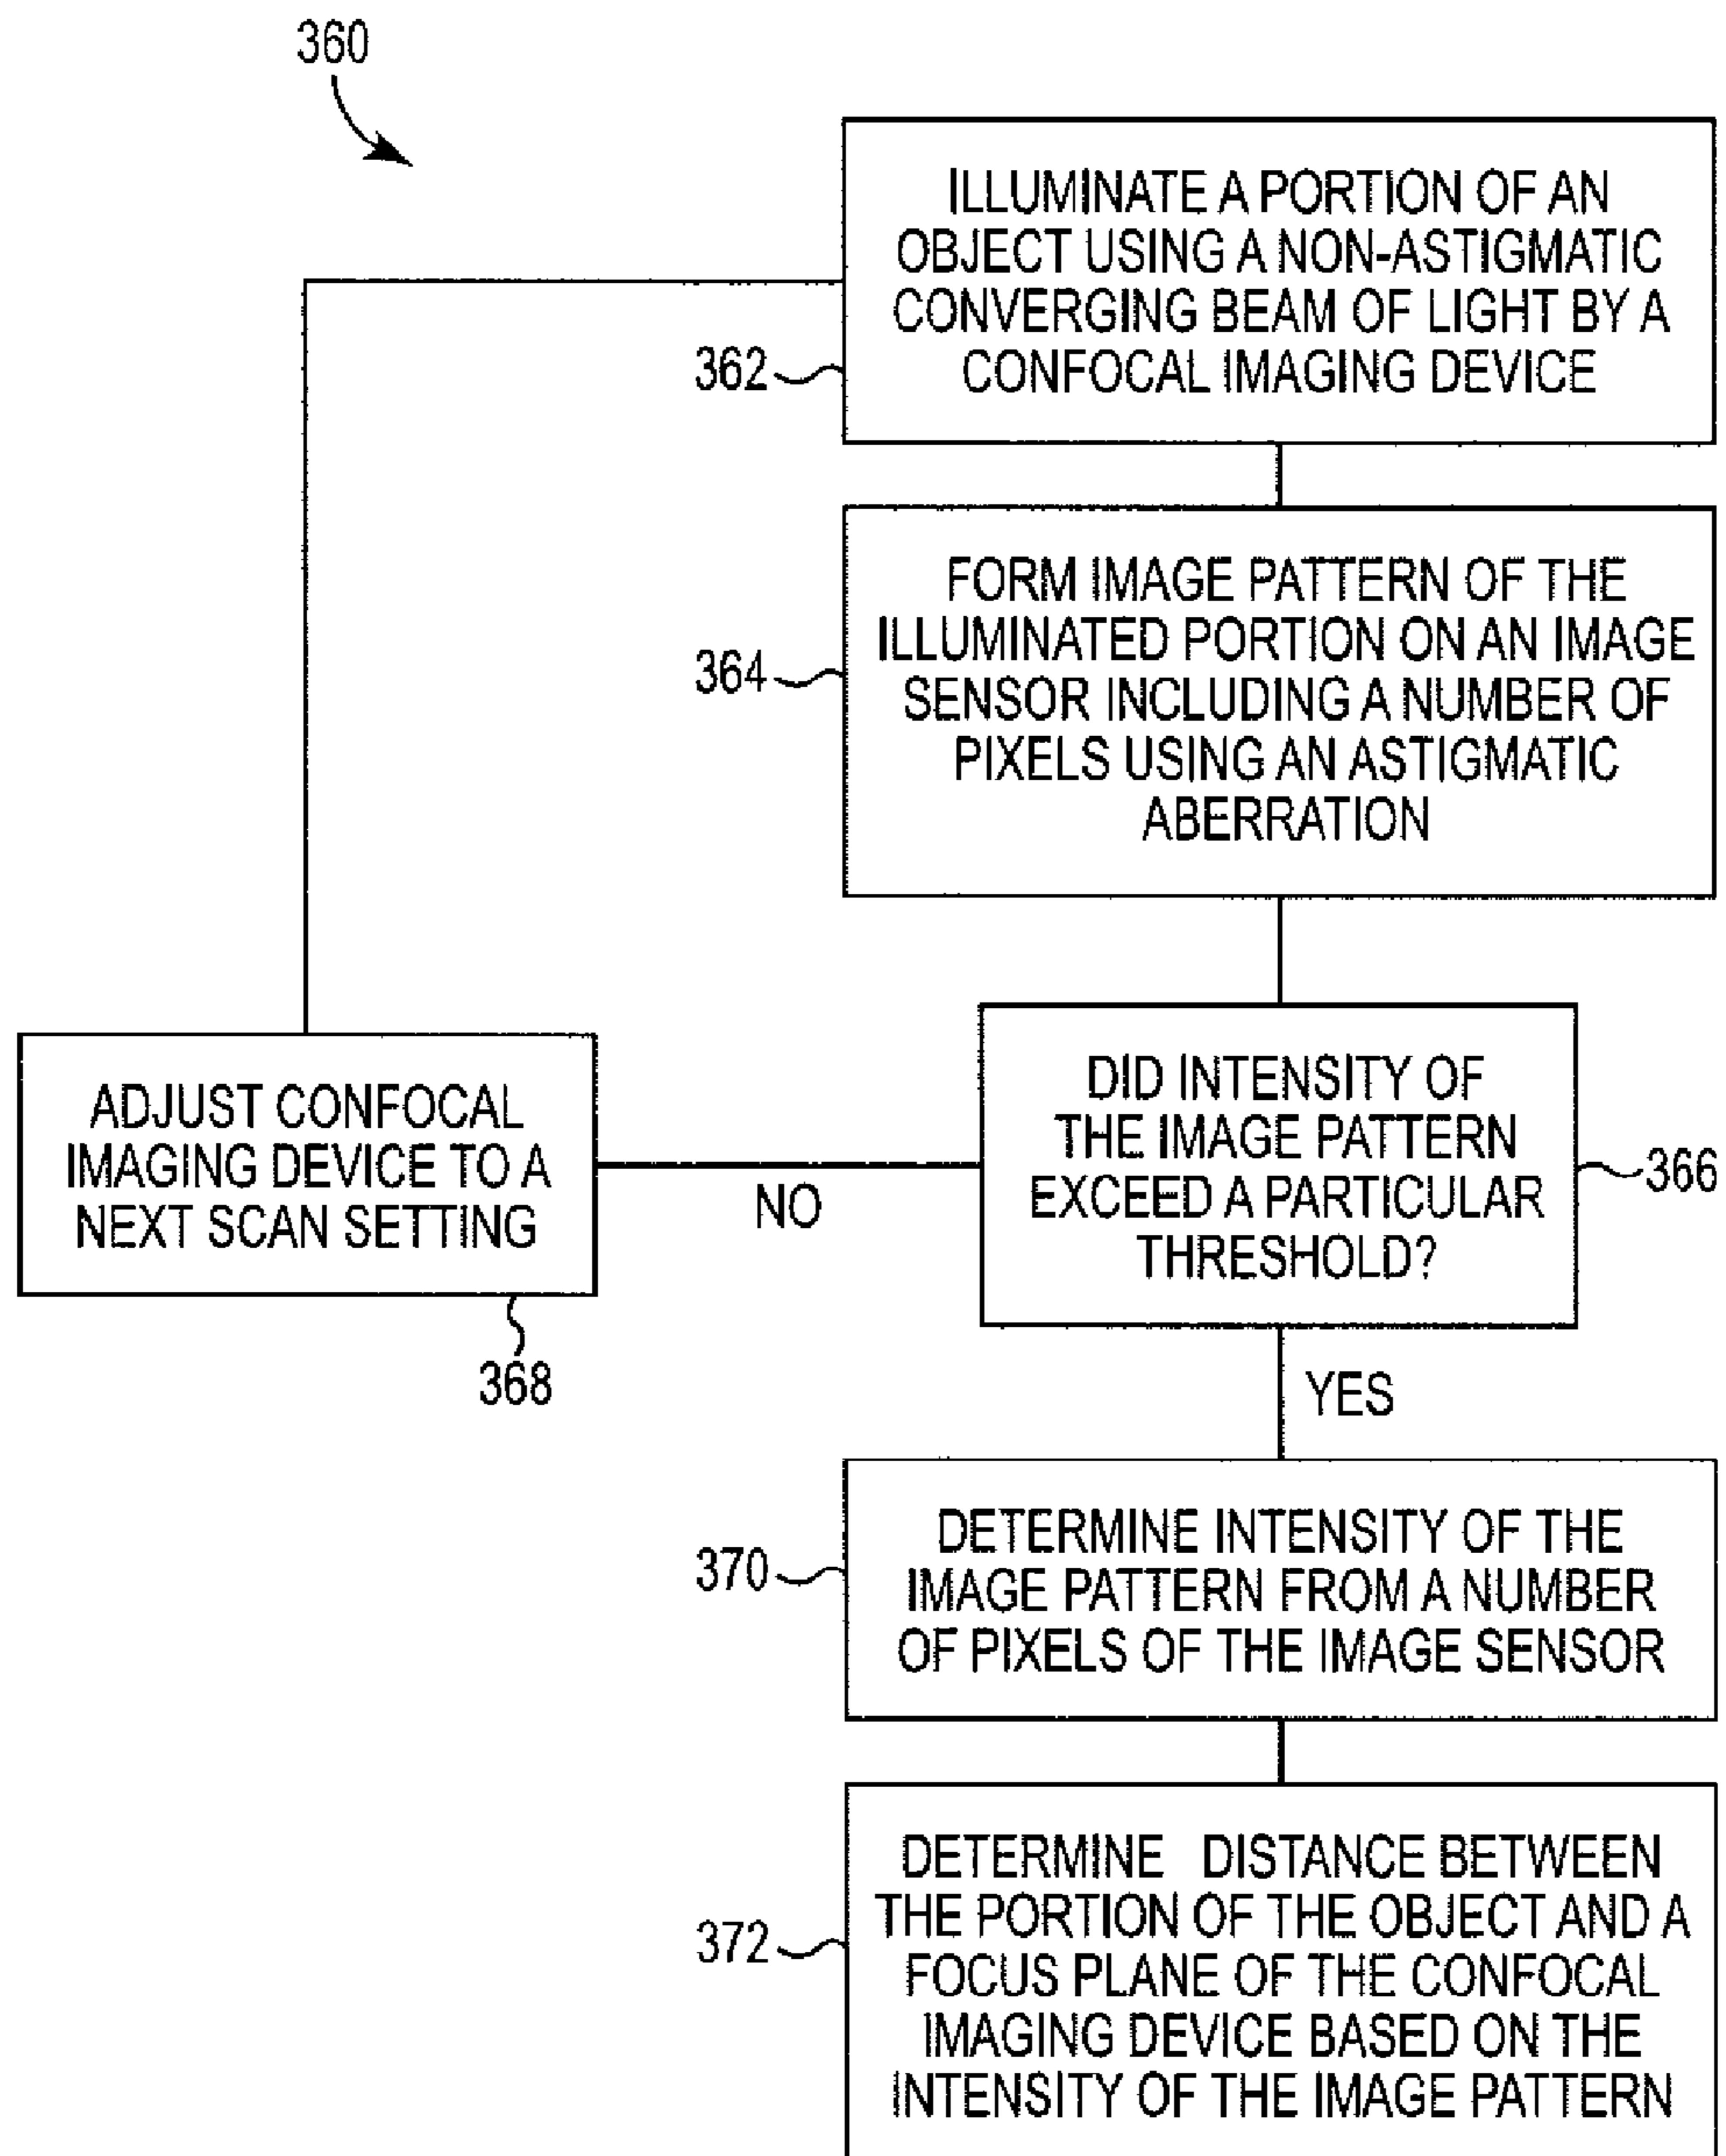 360
ILLUMINATE A PORTION OF AN
OBJECT USING A NON-ASTIGMATIC
CONVERGING BEAM OF LIGHT BY A
CONFOCAL IMAGING DEVICE
362
FORM IMAGE PATTERN OF THE
ILLUMINATED PORTION ON AN IMAGE
SENSOR INCLUDING A NUMBER OF
PIXELS USING AN ASTIGMATIC
ABERRATION
364
DID INTENSITY OF
THE IMAGE PATTERN
EXCEED A PARTICULAR
THRESHOLD?
366
NO
ADJUST CONFOCAL
IMAGING DEVICE TO A
NEXT SCAN SETTING
368
YES
DETERMINE INTENSITY OF THE
IMAGE PATTERN FROM A NUMBER
OF PIXELS OF THE IMAGE SENSOR
370
DETERMINE DISTANCE BETWEEN
THE PORTION OF THE OBJECT AND A
FOCUS PLANE OF THE CONFOCAL
IMAGING DEVICE BASED ON THE
INTENSITY OF THE IMAGE PATTERN
372